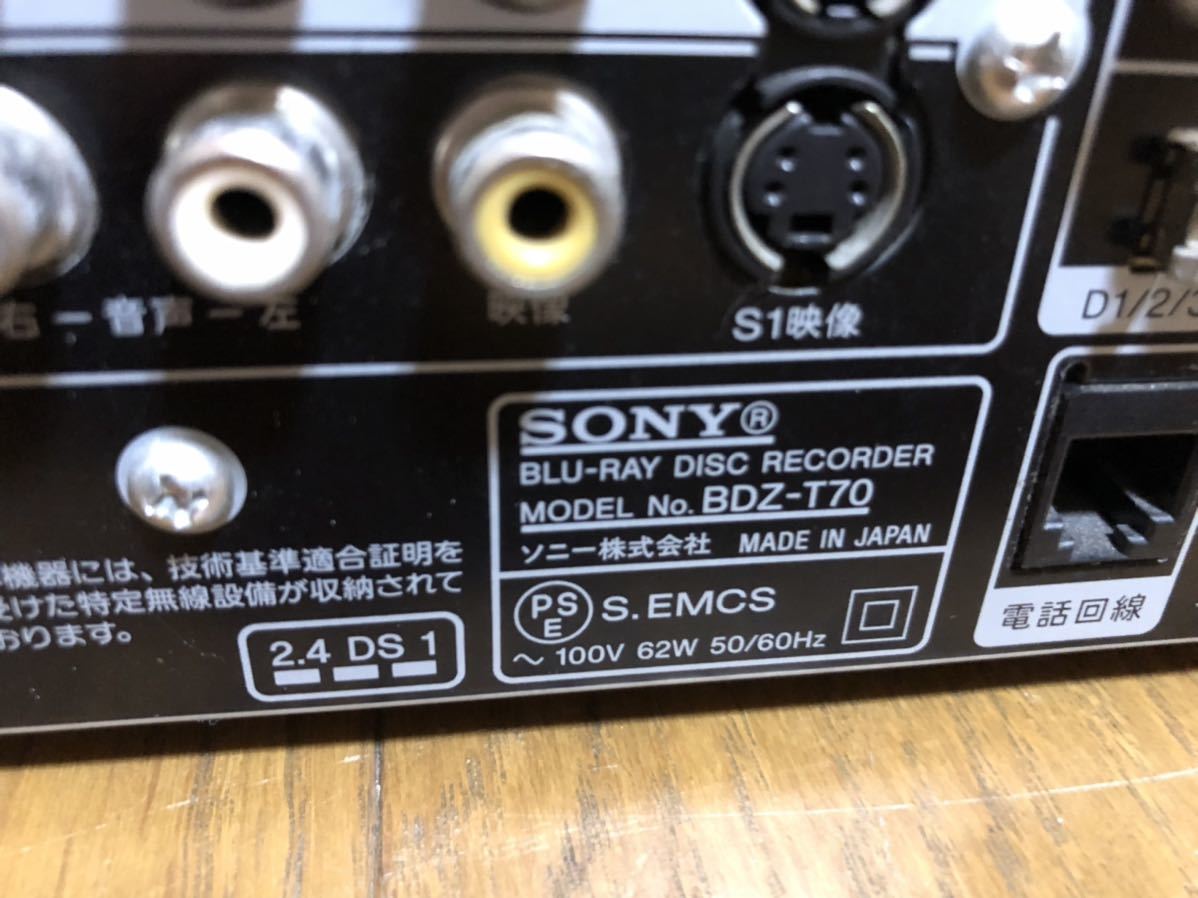 右 - 音声 - 左
映像
S1映像
D1/2/3
SONY®
BLU-RAY DISC RECORDER
MODEL No. BDZ-T70
ソニー株式会社 MADE IN JAPAN
PSE S. EMCS
~ 100V 62W 50/60Hz
機器には、技術基準適合証明を
受けた特定無線設備が収納されて
おります。
2.4 DS 1
電話回線